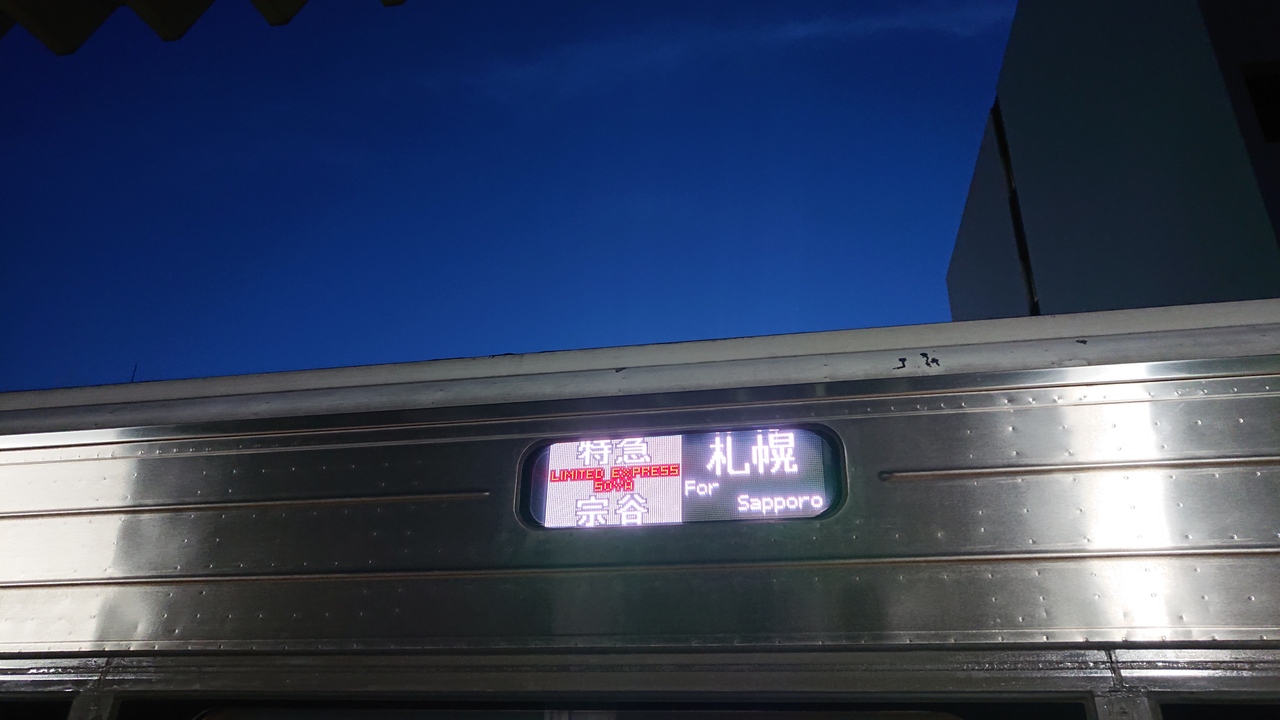 特急
LIMITED EXPRESS
SOYA
宗谷
札幌
For
Sapporo